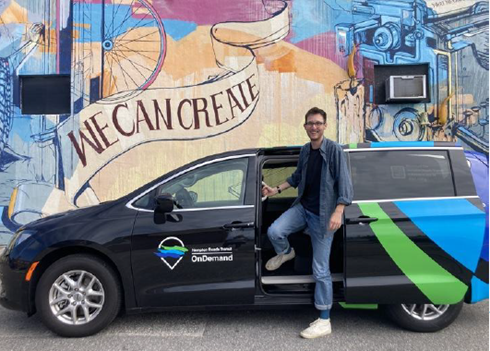 WE CAN CREATE
Hampton Roads Transit
OnDemand